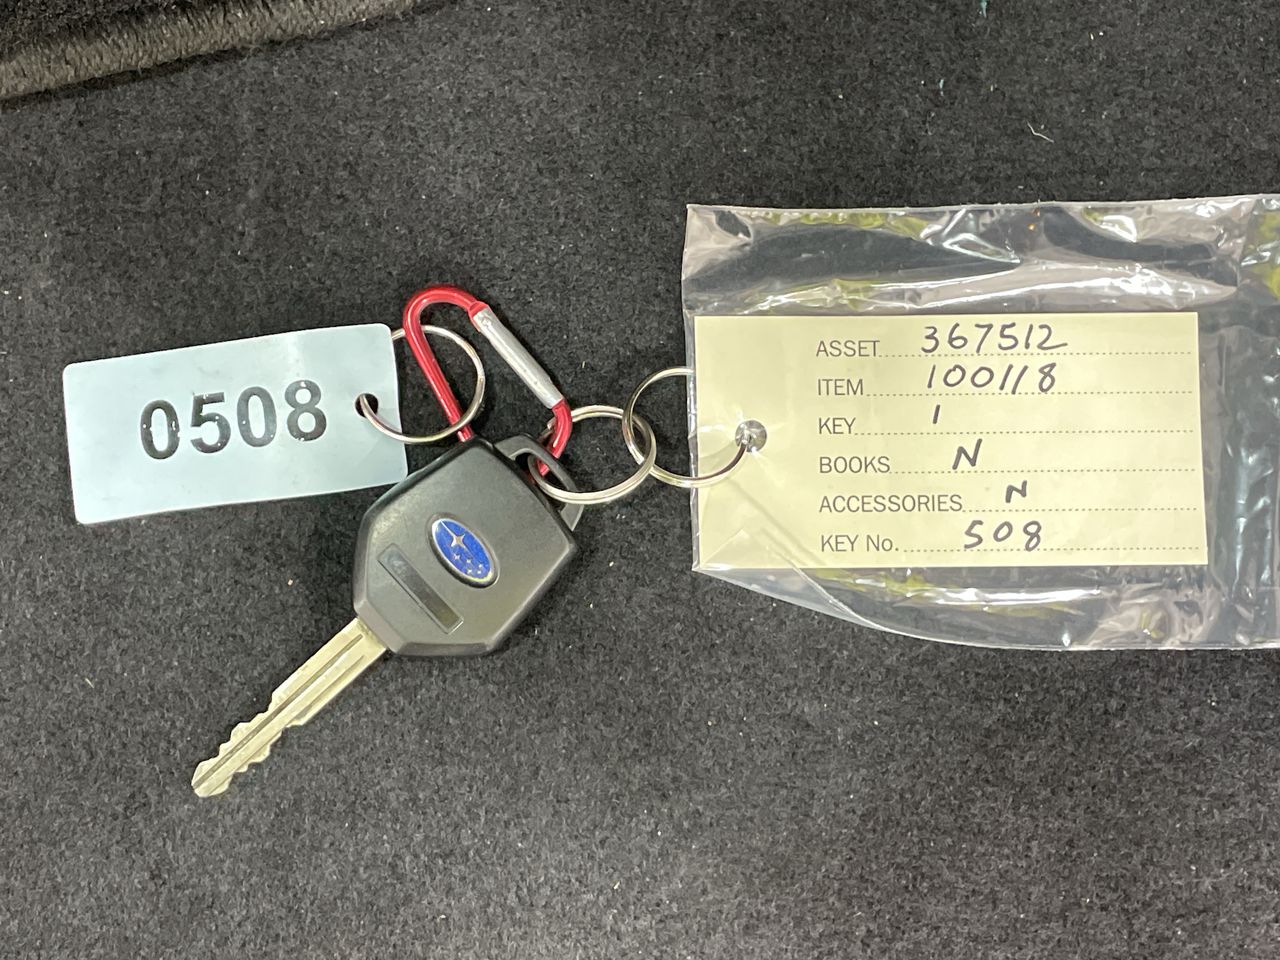 0508
ASSET 367512
ITEM 100118
KEY 1
BOOKS N
ACCESSORIES N
KEY No. 508